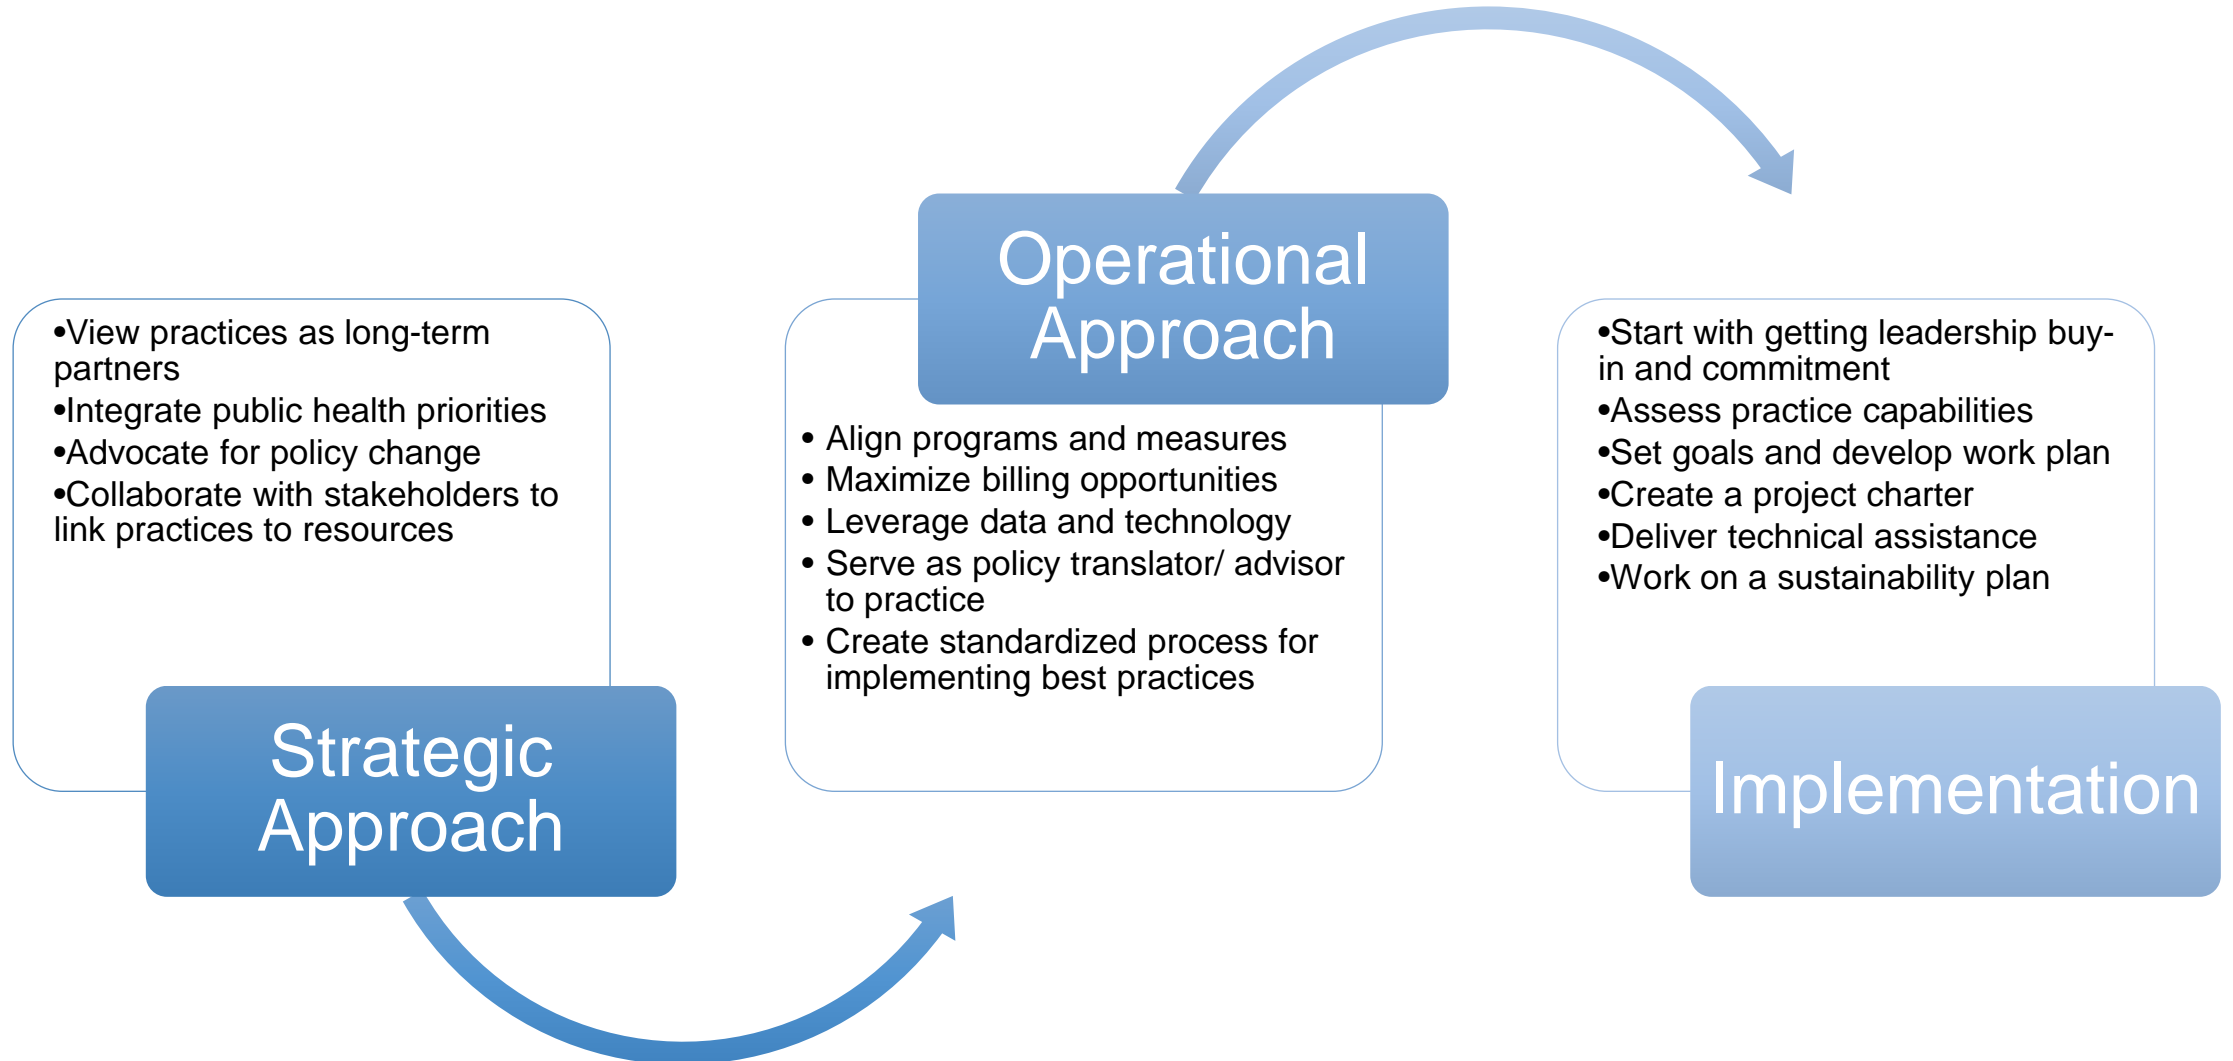 •View practices as long-term
partners
•Integrate public health priorities
•Advocate for policy change
•Collaborate with stakeholders to
link practices to resources
Strategic
Approach
Operational
Approach
• Align programs and measures
• Maximize billing opportunities
• Leverage data and technology
• Serve as policy translator/ advisor
to practice
• Create standardized process for
implementing best practices
•Start with getting leadership buy-
in and commitment
•Assess practice capabilities
•Set goals and develop work plan
•Create a project charter
•Deliver technical assistance
•Work on a sustainability plan
Implementation